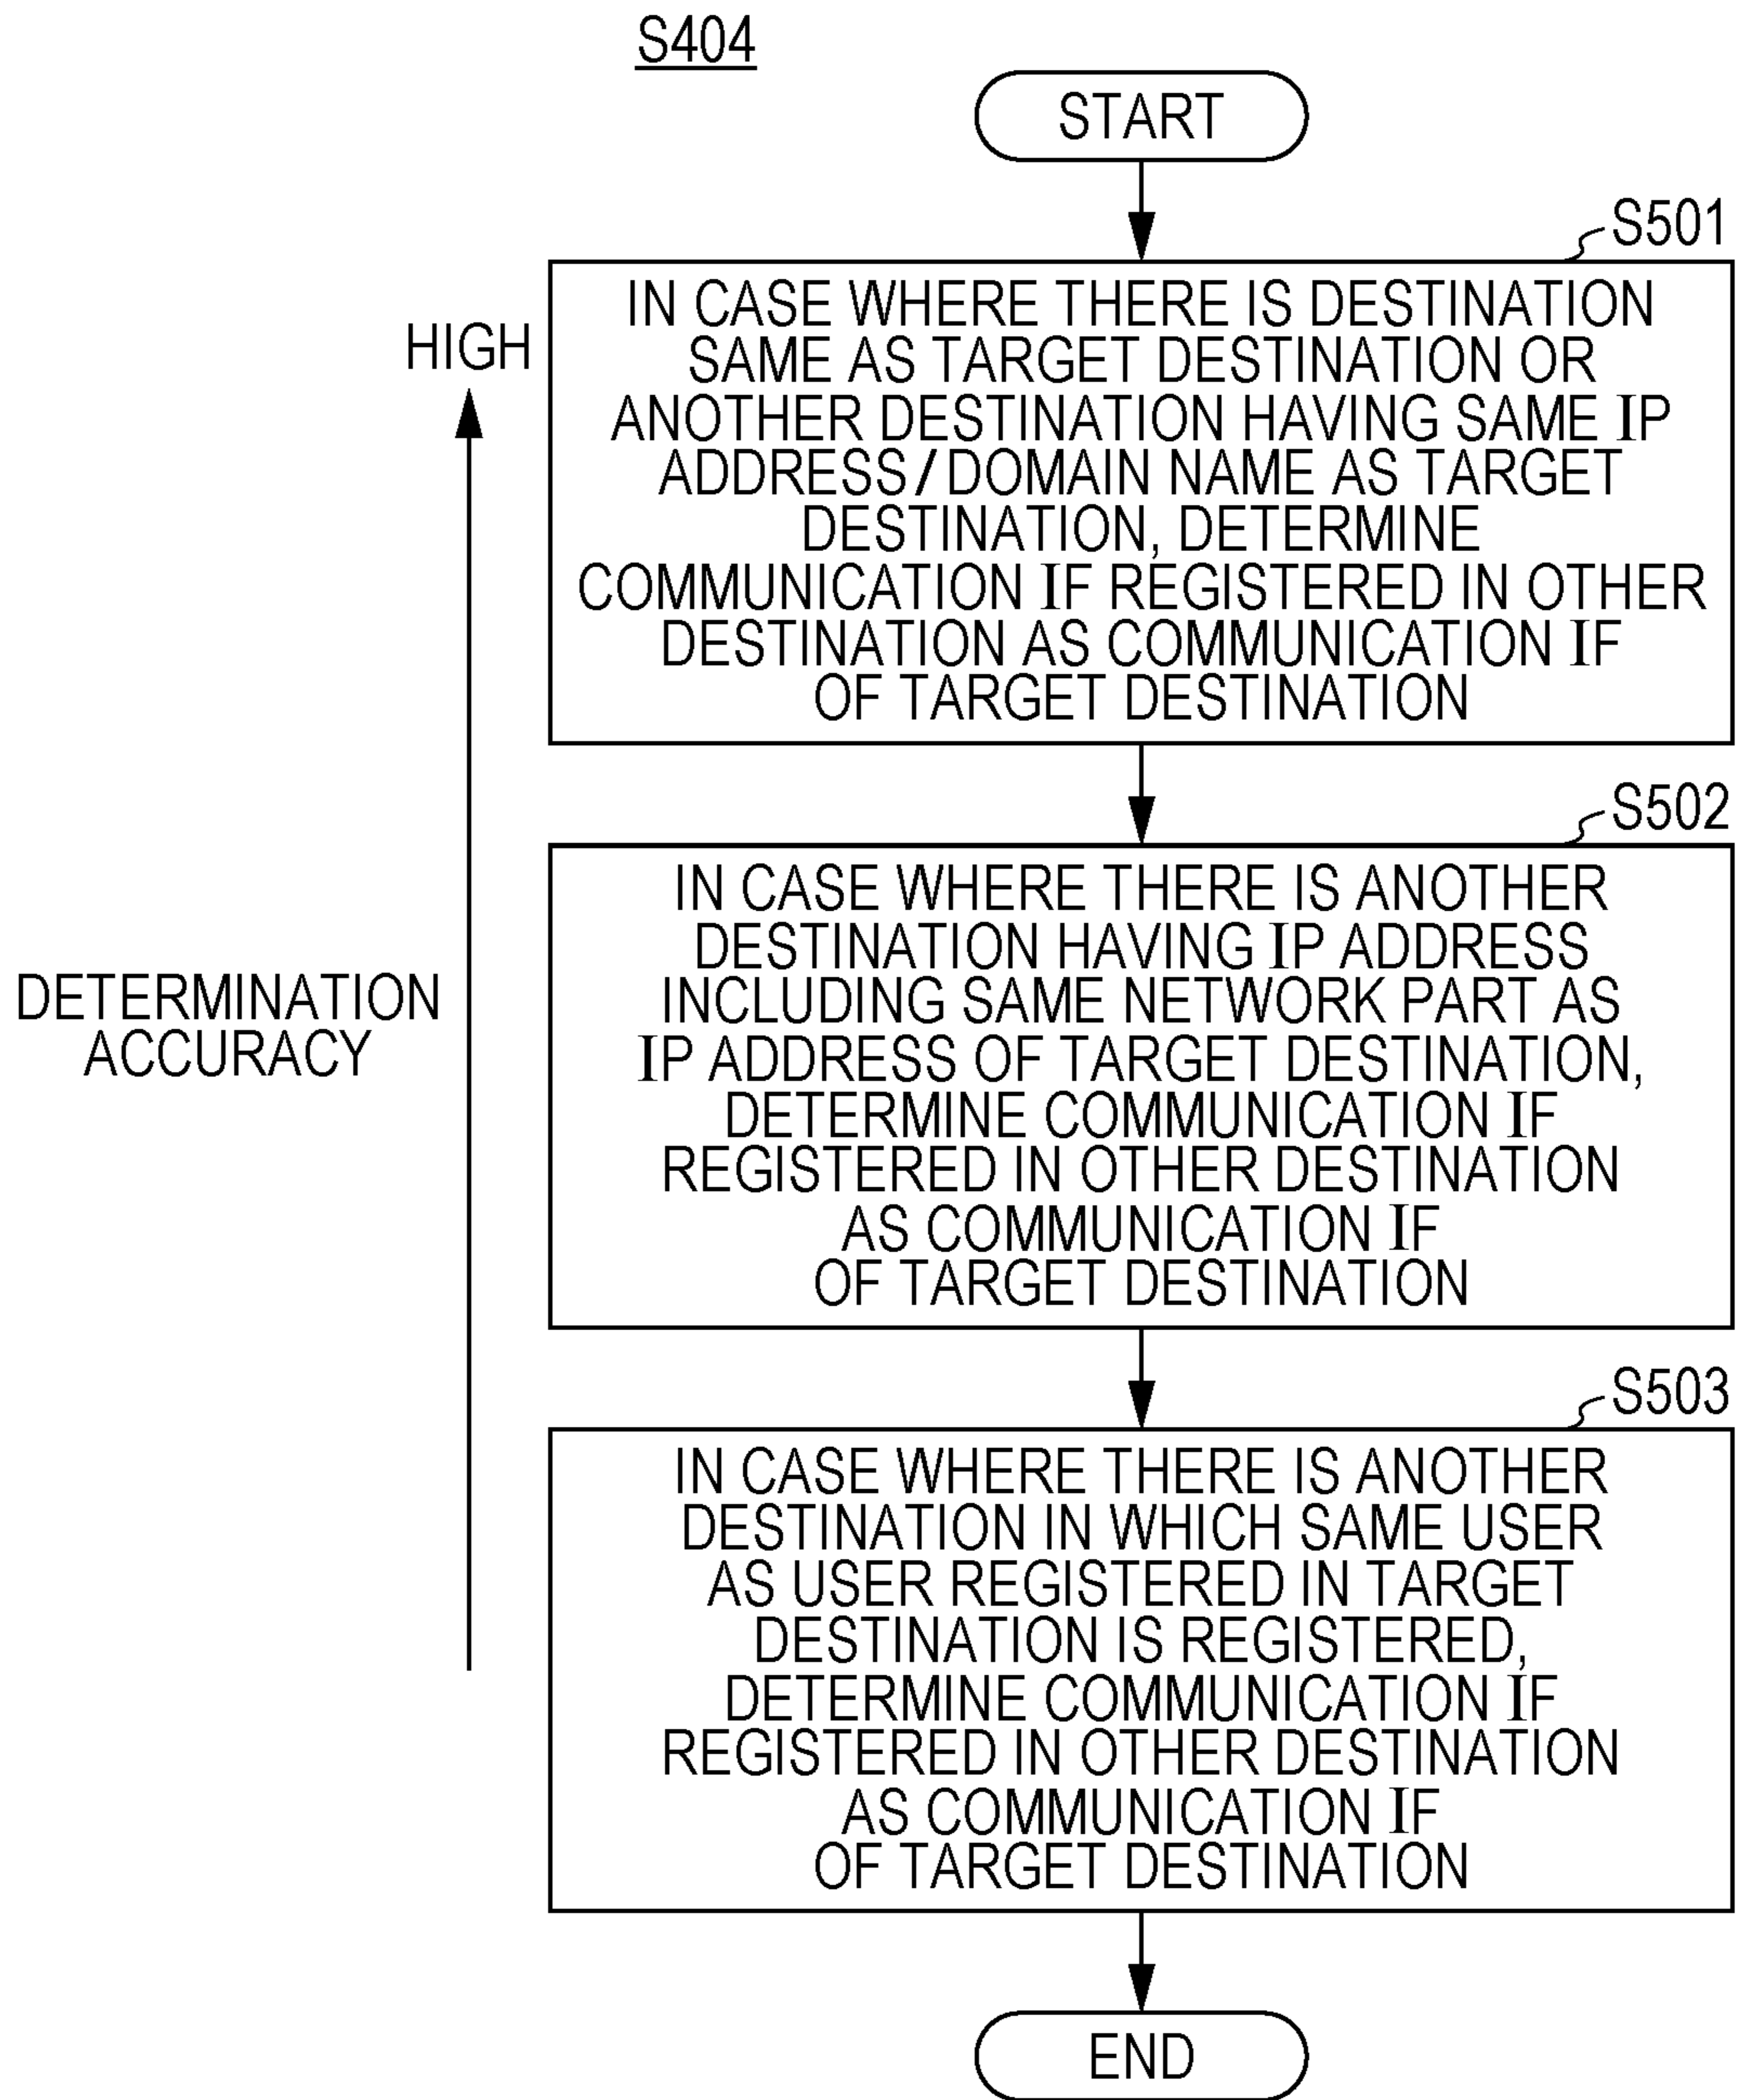 S404
START
S501
IN CASE WHERE THERE IS DESTINATION
SAME AS TARGET DESTINATION OR
ANOTHER DESTINATION HAVING SAME IP
ADDRESS/DOMAIN NAME AS TARGET
DESTINATION, DETERMINE
COMMUNICATION IF REGISTERED IN OTHER
DESTINATION AS COMMUNICATION IF
OF TARGET DESTINATION
HIGH
DETERMINATION
ACCURACY
S502
IN CASE WHERE THERE IS ANOTHER
DESTINATION HAVING IP ADDRESS
INCLUDING SAME NETWORK PART AS
IP ADDRESS OF TARGET DESTINATION,
DETERMINE COMMUNICATION IF
REGISTERED IN OTHER DESTINATION
AS COMMUNICATION IF
OF TARGET DESTINATION
S503
IN CASE WHERE THERE IS ANOTHER
DESTINATION IN WHICH SAME USER
AS USER REGISTERED IN TARGET
DESTINATION IS REGISTERED,
DETERMINE COMMUNICATION IF
REGISTERED IN OTHER DESTINATION
AS COMMUNICATION IF
OF TARGET DESTINATION
END